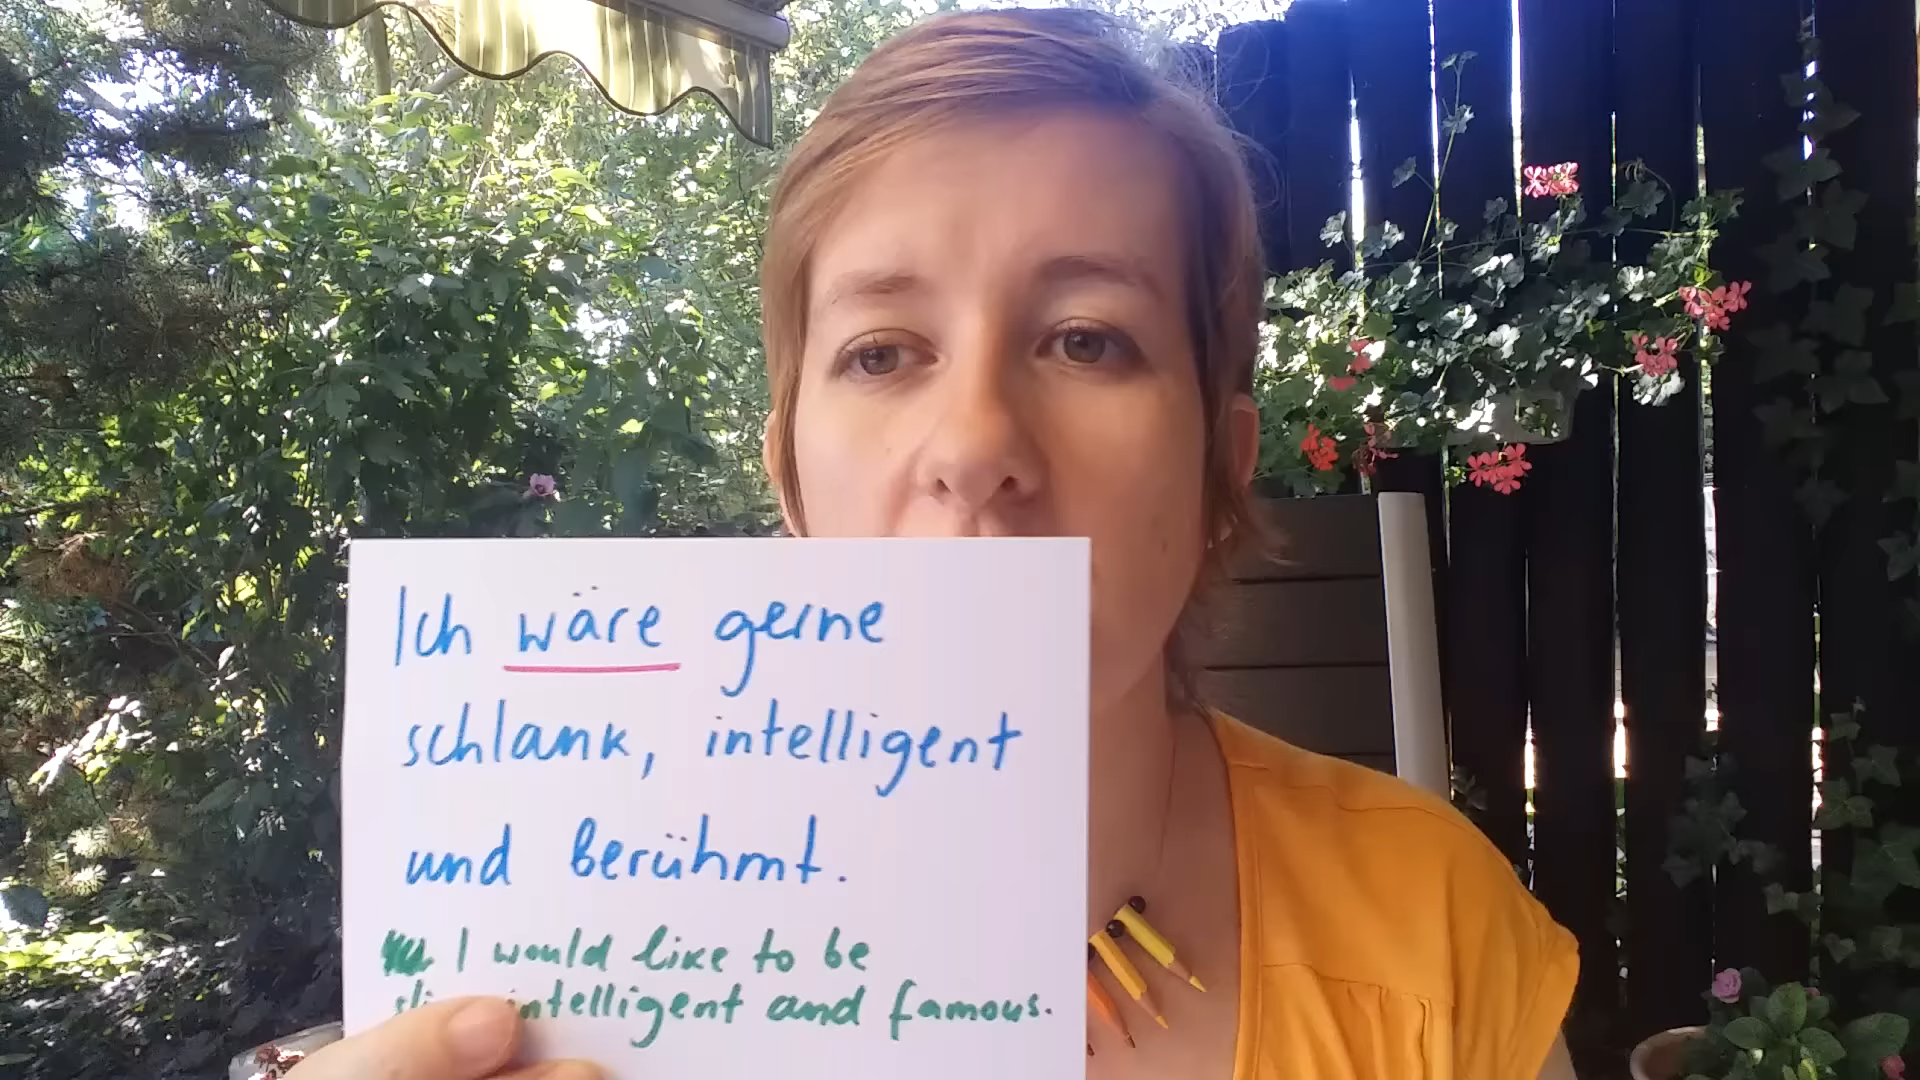 Ich wäre gerne
schlank, intelligent
und berühmt.
I would like to be
intelligent and famous.